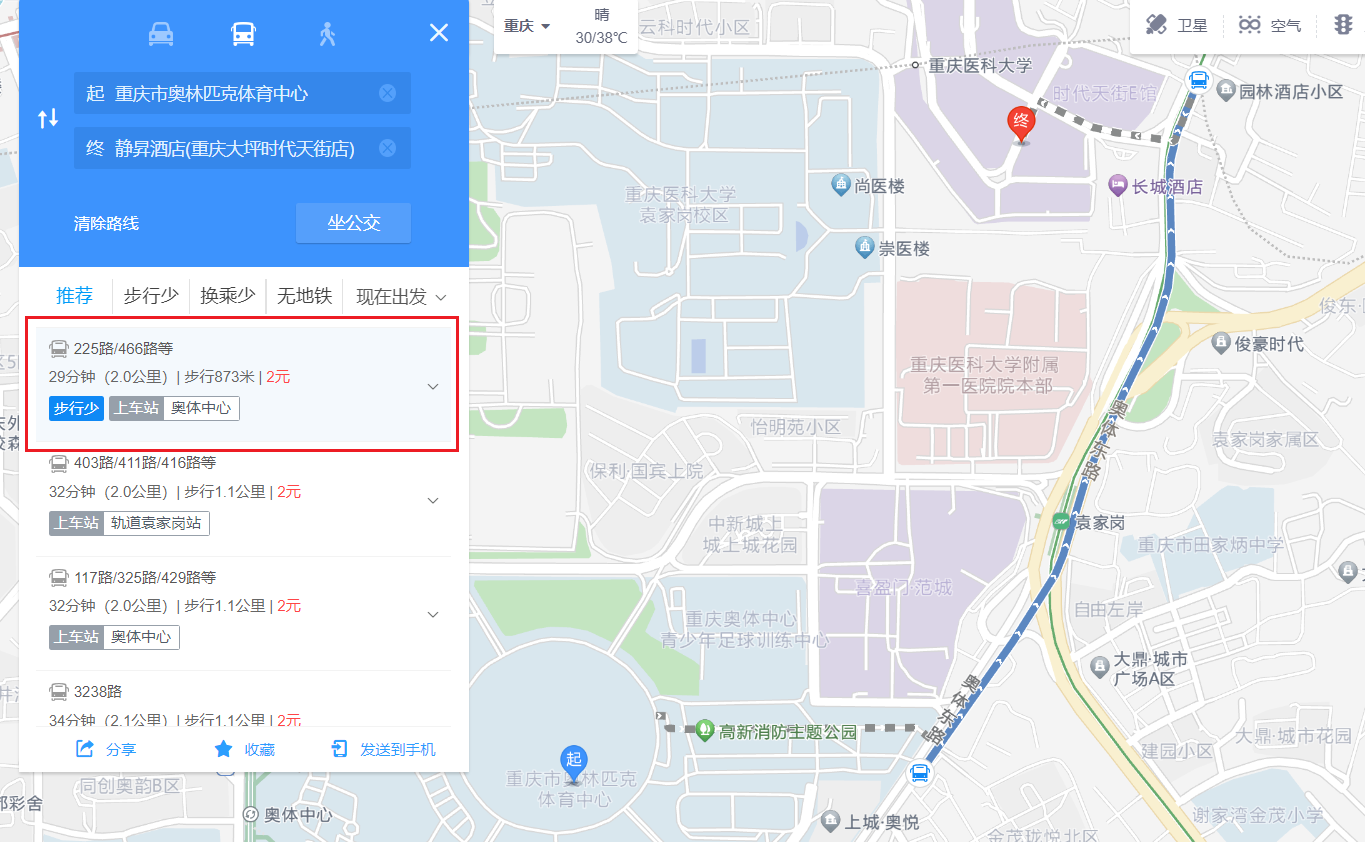 起 重庆市奥林匹克体育中心
终 静昇酒店(重庆大坪时代天街店)
清除路线
坐公交
推荐
步行少
换乘少
无地铁
现在出发
225路/466路等
29分钟（2.0公里）| 步行873米 | 2元
步行少 上车站 奥体中心
403路/411路/416路等
32分钟（2.0公里）| 步行1.1公里 | 2元
上车站 轨道袁家岗站
117路/325路/429路等
32分钟（2.0公里）| 步行1.1公里 | 2元
上车站 奥体中心
3238路
34分钟（2.1公里）| 步行1.1公里 | 2元
分享
收藏
发送到手机
重庆
晴
30/38℃
卫星
空气
云科时代小区
重庆医科大学
时代天街E馆
园林酒店小区
终
尚医楼
长城酒店
重庆医科大学
袁家岗校区
崇医楼
俊东·
俊豪时代
重庆医科大学附属
第一医院院本部
奥体东路
怡明苑小区
袁家岗家属区
保利·国宾上院
中新城上
城上城花园
袁家岗
重庆市田家炳中学
喜盈门·范城
自由左岸
重庆奥体中心
青少年足球训练中心
大鼎·城市
广场A区
奥体东路
高新消防主题公园
大鼎·城市花园
建园小区
起
重庆市奥林匹克
体育中心
同创奥韵B区
奥体中心
上城·奥悦
谢家湾金茂小学
金茂珑悦北区
邻彩舍